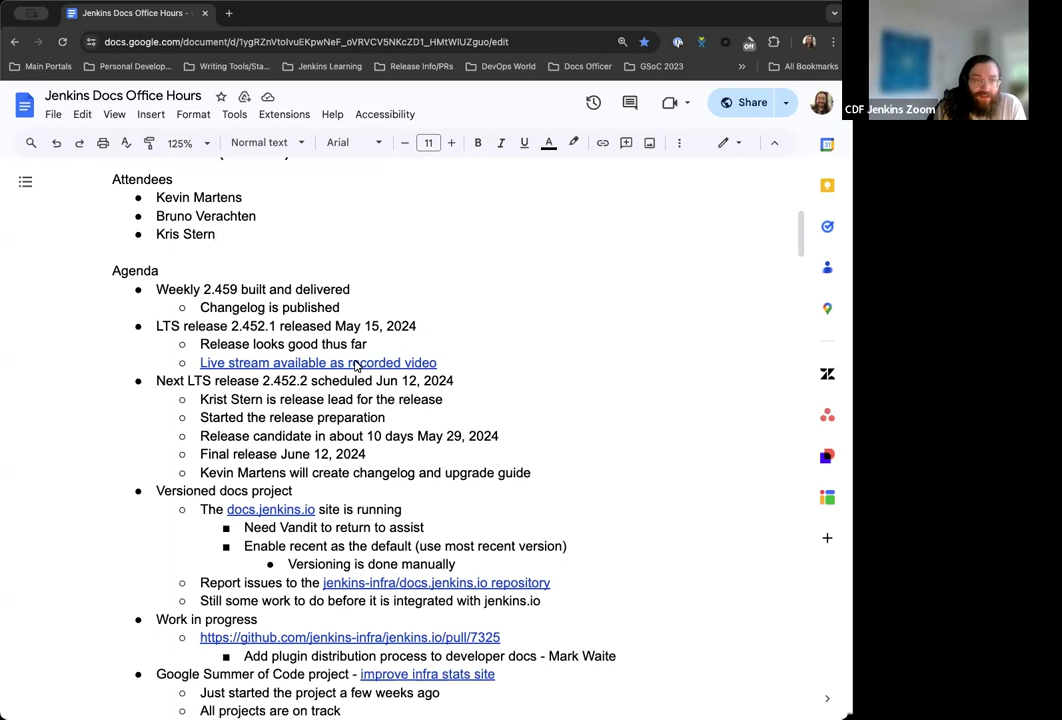 Jenkins Docs Office Hours -
docs.google.com/document/d/1ygRZnVtoIvuEKpwNeF_oVRVCV5NKcZD1_HMtWlUZguo/edit
Off
Main Portals
Personal Develop...
Writing Tools/Sta...
Jenkins Learning
Release Info/PRs
DevOps World
Docs Officer
GSoC 2023
All Bookmarks
CDF Jenkins Zoom
Jenkins Docs Office Hours
File Edit View Insert Format Tools Extensions Help Accessibility
Share
125% Normal text Arial 11 B I U A
Attendees
Kevin Martens
Bruno Verachten
Kris Stern
Agenda
Weekly 2.459 built and delivered
Changelog is published
LTS release 2.452.1 released May 15, 2024
Release looks good thus far
Live stream available as recorded video
Next LTS release 2.452.2 scheduled Jun 12, 2024
Krist Stern is release lead for the release
Started the release preparation
Release candidate in about 10 days May 29, 2024
Final release June 12, 2024
Kevin Martens will create changelog and upgrade guide
Versioned docs project
The docs.jenkins.io site is running
Need Vandit to return to assist
Enable recent as the default (use most recent version)
Versioning is done manually
Report issues to the jenkins-infra/docs.jenkins.io repository
Still some work to do before it is integrated with jenkins.io
Work in progress
https://github.com/jenkins-infra/jenkins.io/pull/7325
Add plugin distribution process to developer docs - Mark Waite
Google Summer of Code project - improve infra stats site
Just started the project a few weeks ago
All projects are on track